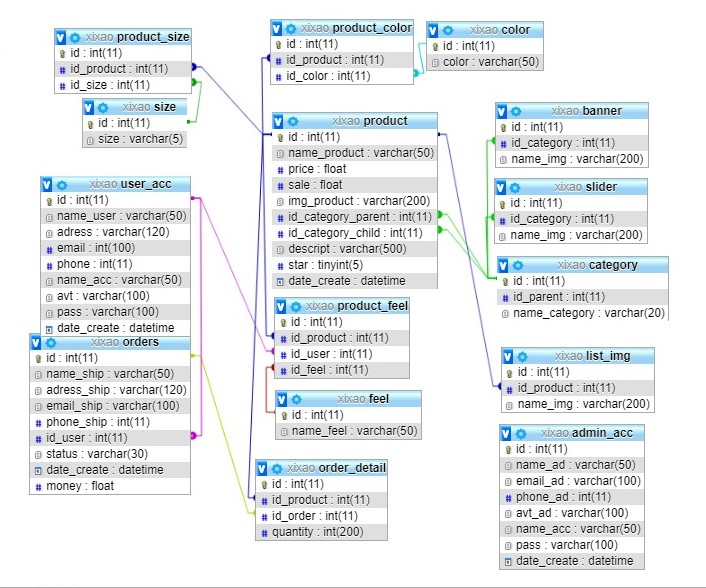 xixao product_size
id : int(11)
id_product : int(11)
id_size : int(11)
xixao size
id : int(11)
size : varchar(5)
xixao product_color
id : int(11)
id_product : int(11)
id_color : int(11)
xixao color
id : int(11)
color : varchar(50)
xixao product
id : int(11)
name_product : varchar(50)
price : float
sale : float
img_product : varchar(200)
id_category_parent : int(11)
id_category_child : int(11)
descript : varchar(500)
star : tinyint(5)
date_create : datetime
xixao banner
id : int(11)
id_category : int(11)
name_img : varchar(200)
xixao slider
id : int(11)
id_category : int(11)
name_img : varchar(200)
xixao category
id : int(11)
id_parent : int(11)
name_category : varchar(20)
xixao user_acc
id : int(11)
name_user : varchar(50)
adress : varchar(120)
email : int(100)
phone : int(11)
name_acc : varchar(50)
avt : varchar(100)
pass : varchar(100)
date_create : datetime
xixao orders
id : int(11)
name_ship : varchar(50)
adress_ship : varchar(120)
email_ship : varchar(100)
phone_ship : int(11)
id_user : int(11)
status : varchar(30)
date_create : datetime
money : float
xixao product_feel
id : int(11)
id_product : int(11)
id_user : int(11)
id_feel : int(11)
xixao feel
id : int(11)
name_feel : varchar(50)
xixao order_detail
id : int(11)
id_product : int(11)
id_order : int(11)
quantity : int(200)
xixao list_img
id : int(11)
id_product : int(11)
name_img : varchar(200)
xixao admin_acc
id : int(11)
name_ad : varchar(50)
email_ad : varchar(100)
phone_ad : int(11)
avt_ad : varchar(100)
name_acc : varchar(50)
pass : varchar(100)
date_create : datetime